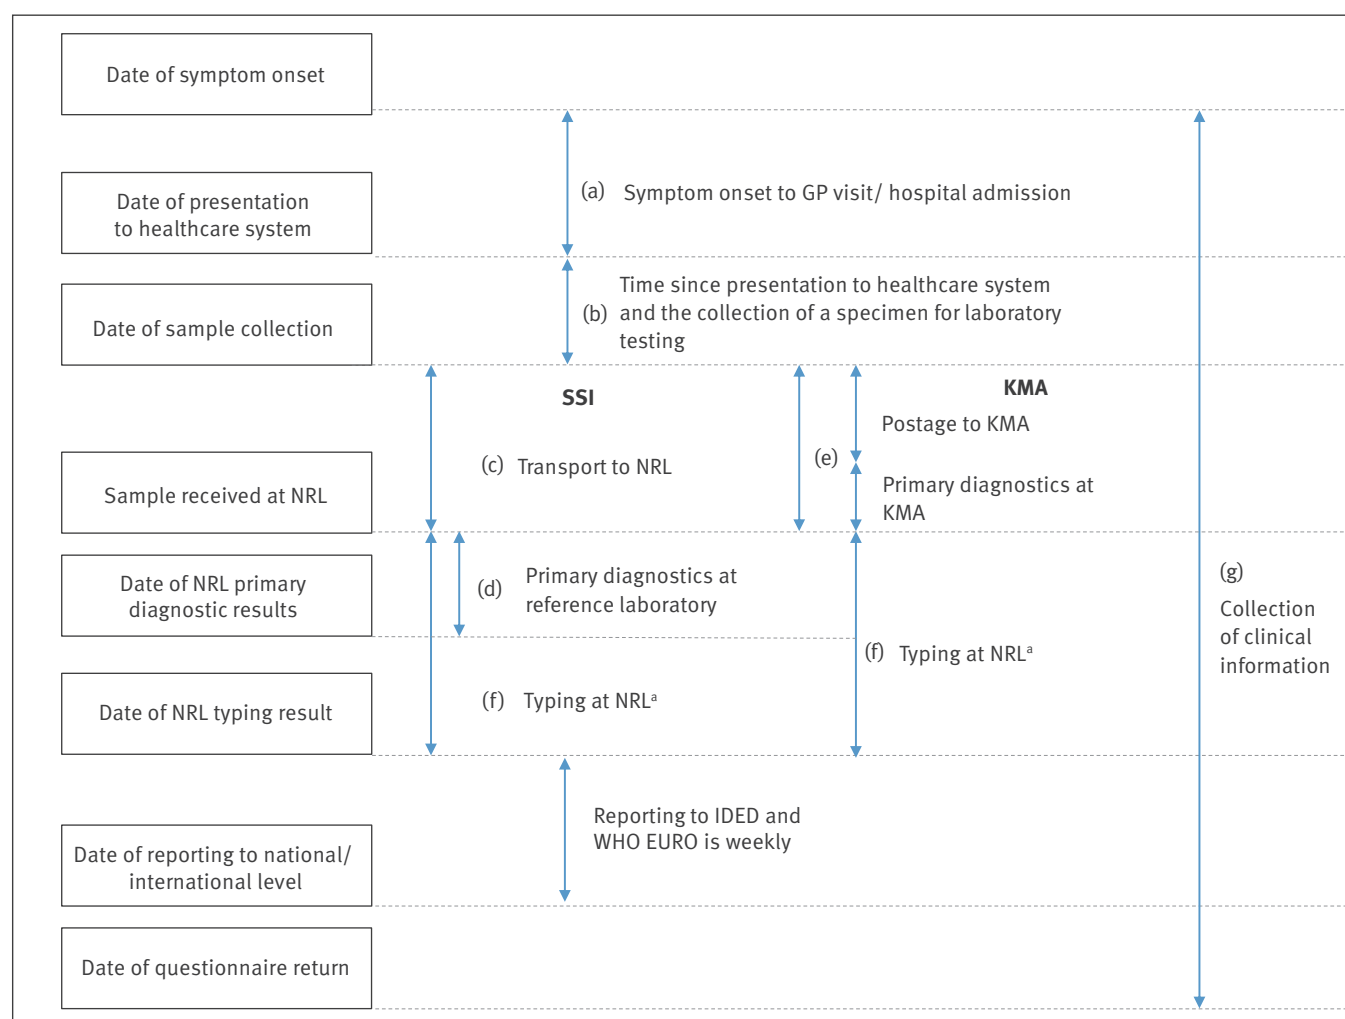 Date of symptom onset
Date of presentation
to healthcare system
(a) Symptom onset to GP visit/ hospital admission
Date of sample collection
Time since presentation to healthcare system
(b) and the collection of a specimen for laboratory
testing
SSI
KMA
Postage to KMA
(c) Transport to NRL
(e)
Primary diagnostics at
KMA
Sample received at NRL
Date of NRL primary
diagnostic results
(d) Primary diagnostics at
reference laboratory
(g)
Collection
of clinical
information
(f) Typing at NRLᵃ
(f) Typing at NRLᵃ
Date of NRL typing result
Reporting to IDED and
WHO EURO is weekly
Date of reporting to national/
international level
Date of questionnaire return